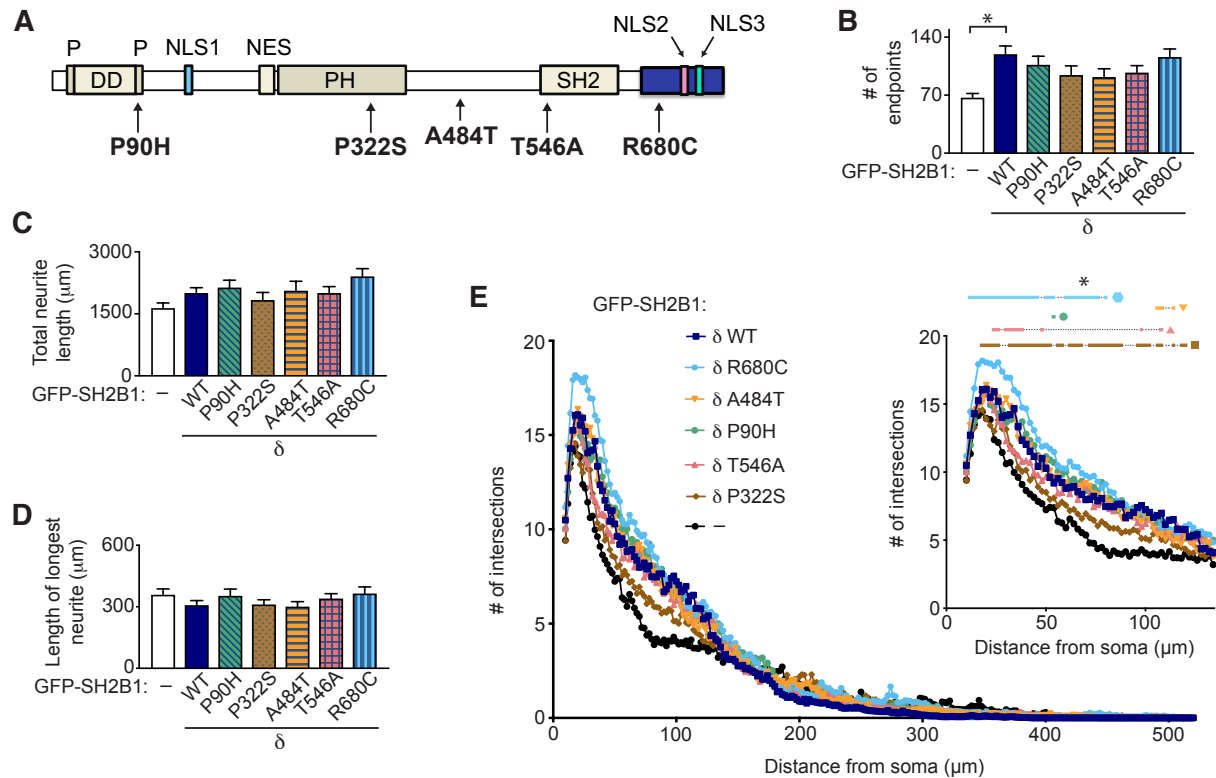 A
P P NLS1 NES NLS2 NLS3
DD PH SH2
P90H P322S A484T T546A R680C
B
# of endpoints
140
70
0
GFP-SH2B1: – WT P90H P322S A484T T546A R680C
δ
*
C
Total neurite length (µm)
3000
1500
0
GFP-SH2B1: – WT P90H P322S A484T T546A R680C
δ
D
Length of longest neurite (µm)
600
300
0
GFP-SH2B1: – WT P90H P322S A484T T546A R680C
δ
E
GFP-SH2B1:
δ WT
δ R680C
δ A484T
δ P90H
δ T546A
δ P322S
–
# of intersections
20
15
10
5
0
0 100 200 300 400 500
Distance from soma (µm)
*
# of intersections
20
15
10
5
0
0 50 100
Distance from soma (µm)